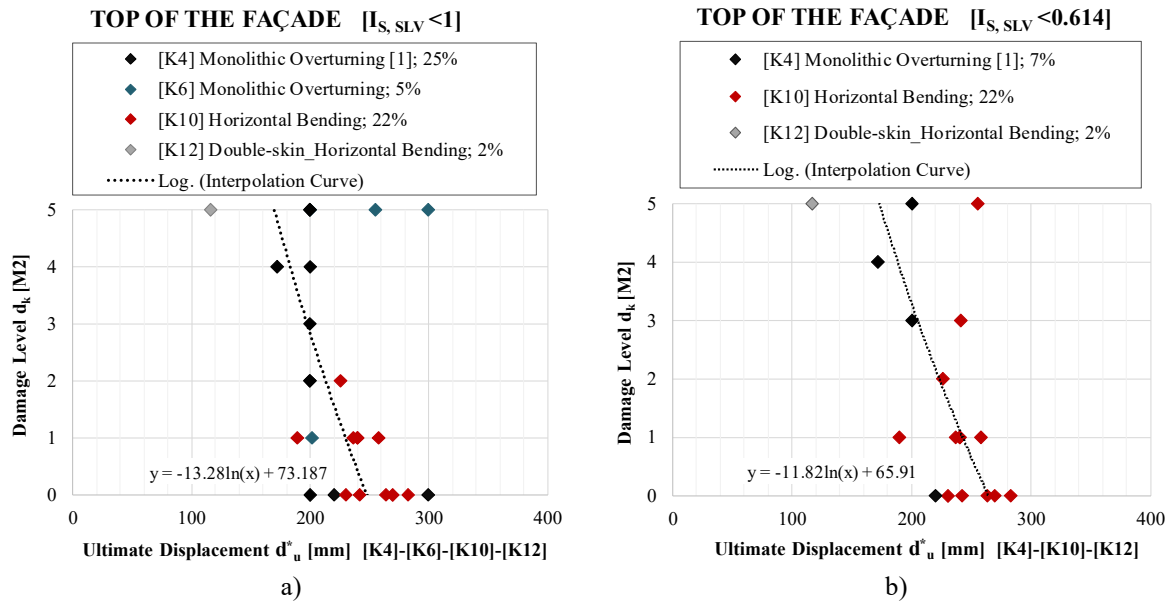 TOP OF THE FAÇADE [I_S, SLV <1]
[K4] Monolithic Overturning [1]; 25%
[K6] Monolithic Overturning; 5%
[K10] Horizontal Bending; 22%
[K12] Double-skin_Horizontal Bending; 2%
Log. (Interpolation Curve)
Damage Level d_k [M2]
5
4
3
2
1
0
y = -13.28ln(x) + 73.187
0 100 200 300 400
Ultimate Displacement d*_u [mm] [K4]-[K6]-[K10]-[K12]
a)
TOP OF THE FAÇADE [I_S, SLV <0.614]
[K4] Monolithic Overturning [1]; 7%
[K10] Horizontal Bending; 22%
[K12] Double-skin_Horizontal Bending; 2%
Log. (Interpolation Curve)
Damage Level d_k [M2]
5
4
3
2
1
0
y = -11.82ln(x) + 65.91
0 100 200 300 400
Ultimate Displacement d*_u [mm] [K4]-[K10]-[K12]
b)